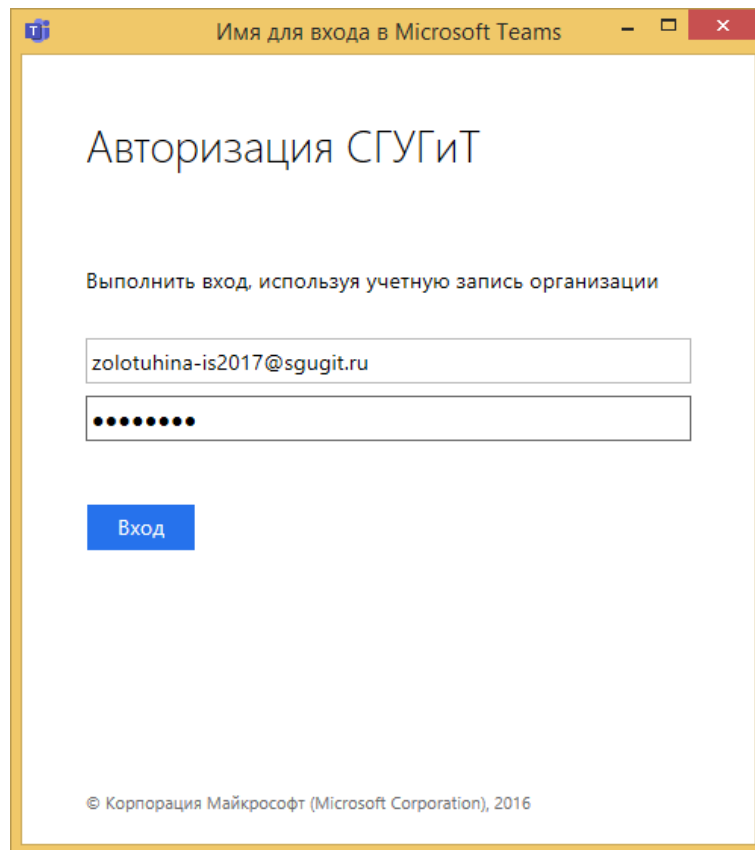 Имя для входа в Microsoft Teams
Авторизация СГУГиТ
Выполнить вход, используя учетную запись организации
zolotuhina-is2017@sgugit.ru
••••••••
Вход
© Корпорация Майкрософт (Microsoft Corporation), 2016